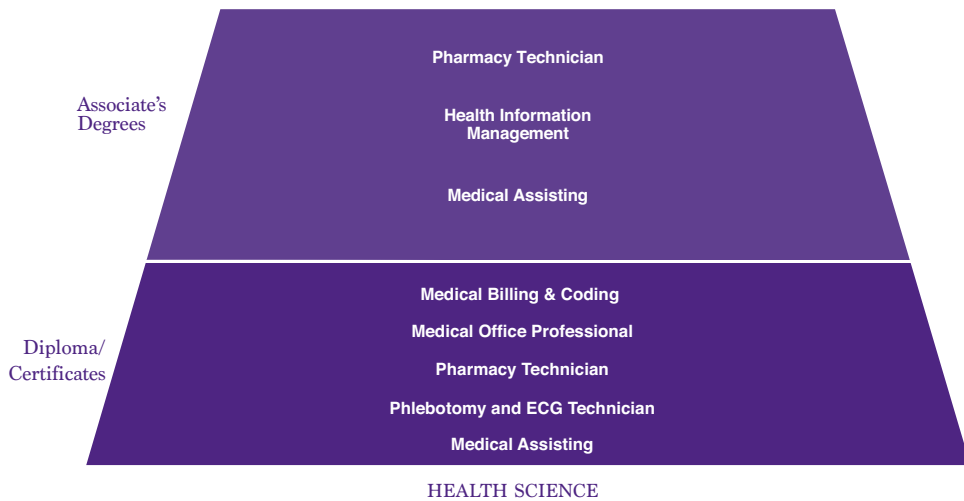 Associate's
Degrees
Pharmacy Technician
Health Information
Management
Medical Assisting
Diploma/
Certificates
Medical Billing & Coding
Medical Office Professional
Pharmacy Technician
Phlebotomy and ECG Technician
Medical Assisting
HEALTH SCIENCE